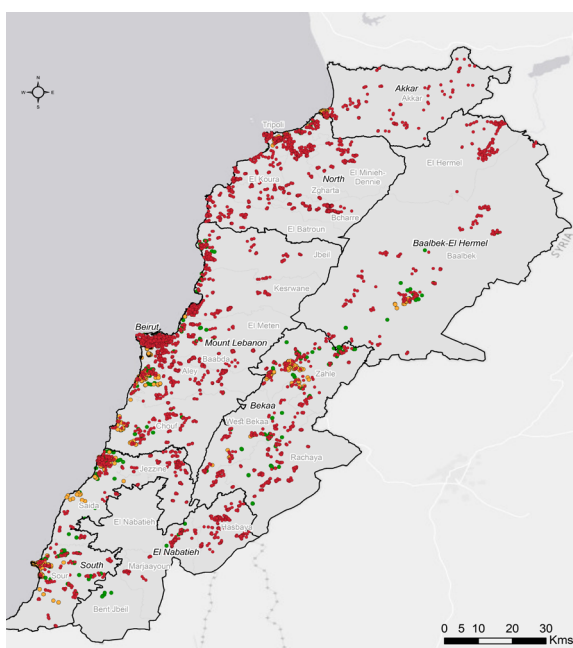 N
W E
S
Akkar
Akkar
Tripoli
El Hermel
El Koura
North
El Minieh-
Dennie
Zgharta
Bcharre
El Batroun
Baalbek-El Hermel
Baalbek
SYRIA
Jbeil
Kesrwane
El Meten
Beirut
Mount Lebanon
Baabda
Aley
Zahle
Bekaa
Chouf
West Bekaa
Jezzine
Rachaya
Saida
El Nabatieh
Hasbaya
El Nabatieh
South
Marjaayoun
Sour
Bent Jbeil
0 5 10 20 30
Kms